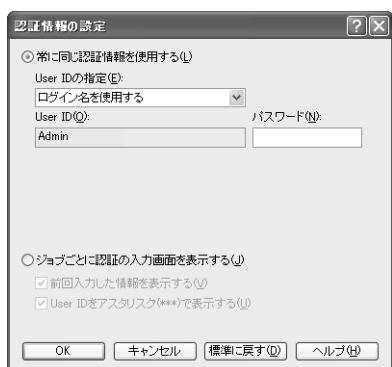 認証情報の設定
常に同じ認証情報を使用する(L)
User IDの指定(E):
ログイン名を使用する
User ID(O): パスワード(N):
Admin
ジョブごとに認証の入力画面を表示する(J)
前回入力した情報を表示する(V)
User IDをアスタリスク(***)で表示する(U)
OK キャンセル 標準に戻す(D) ヘルプ(H)